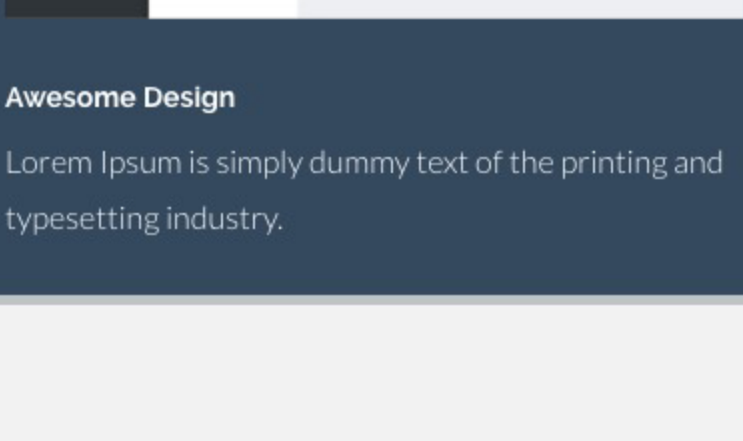 Awesome Design
Lorem Ipsum is simply dummy text of the printing and
typesetting industry.